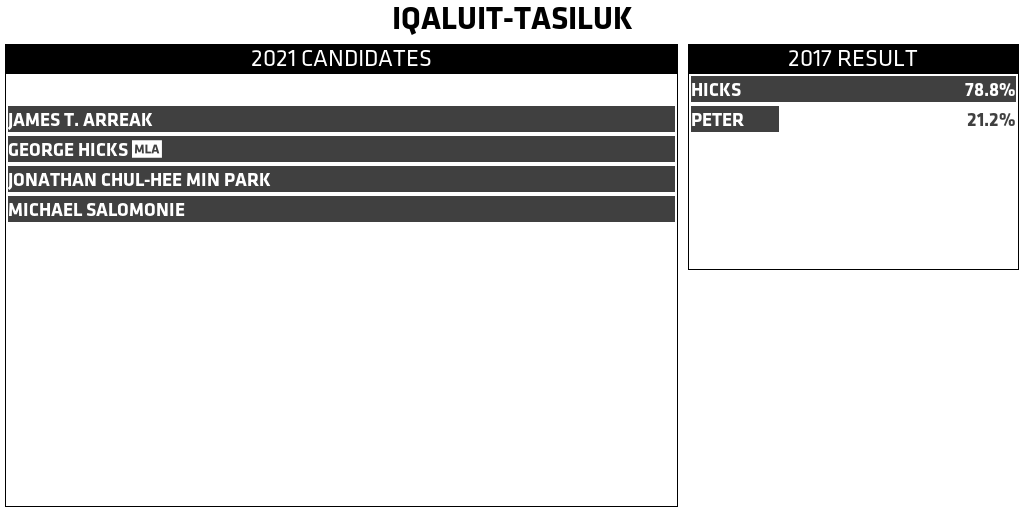 IQALUIT-TASILUK
2021 CANDIDATES
JAMES T. ARREAK
GEORGE HICKS MLA
JONATHAN CHUL-HEE MIN PARK
MICHAEL SALOMONIE
2017 RESULT
HICKS 78.8%
PETER 21.2%